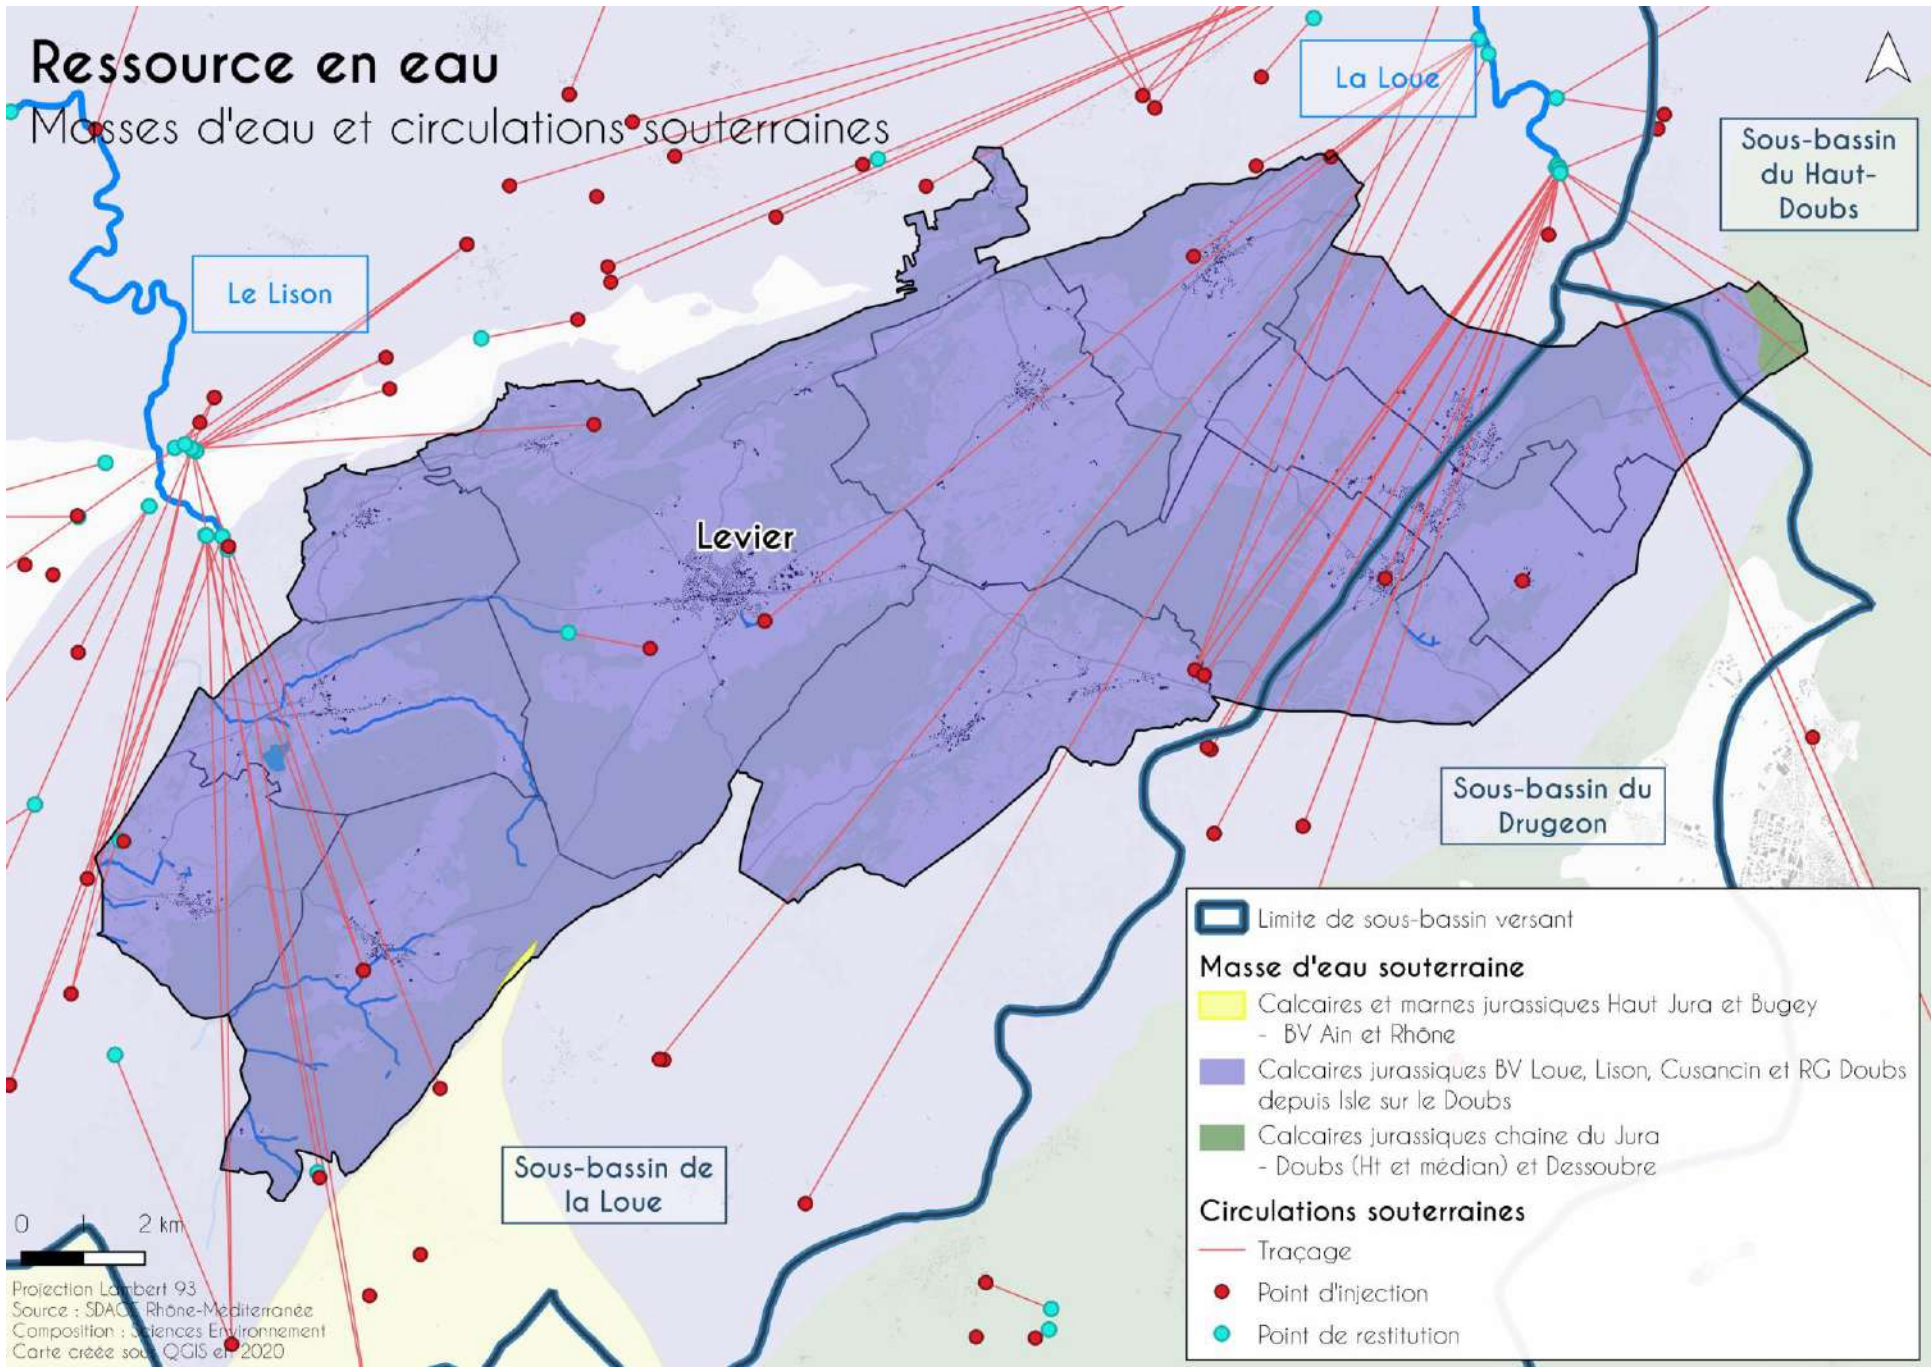 Ressource en eau
Masses d'eau et circulations souterraines
La Loue
Sous-bassin
du Haut-
Doubs
Le Lison
Levier
Sous-bassin du
Drugeon
Sous-bassin de
la Loue
Limite de sous-bassin versant
Masse d'eau souterraine
Calcaires et marnes jurassiques Haut Jura et Bugey
- BV Ain et Rhône
Calcaires jurassiques BV Loue, Lison, Cusancin et RG Doubs
depuis Isle sur le Doubs
Calcaires jurassiques chaine du Jura
- Doubs (Ht et médian) et Dessoubre
Circulations souterraines
Traçage
Point d'injection
Point de restitution
0 2 km
Projection Lambert 93
Source : SDAGE Rhône-Méditerranée
Composition : Sciences Environnement
Carte créée sous QGIS en 2020